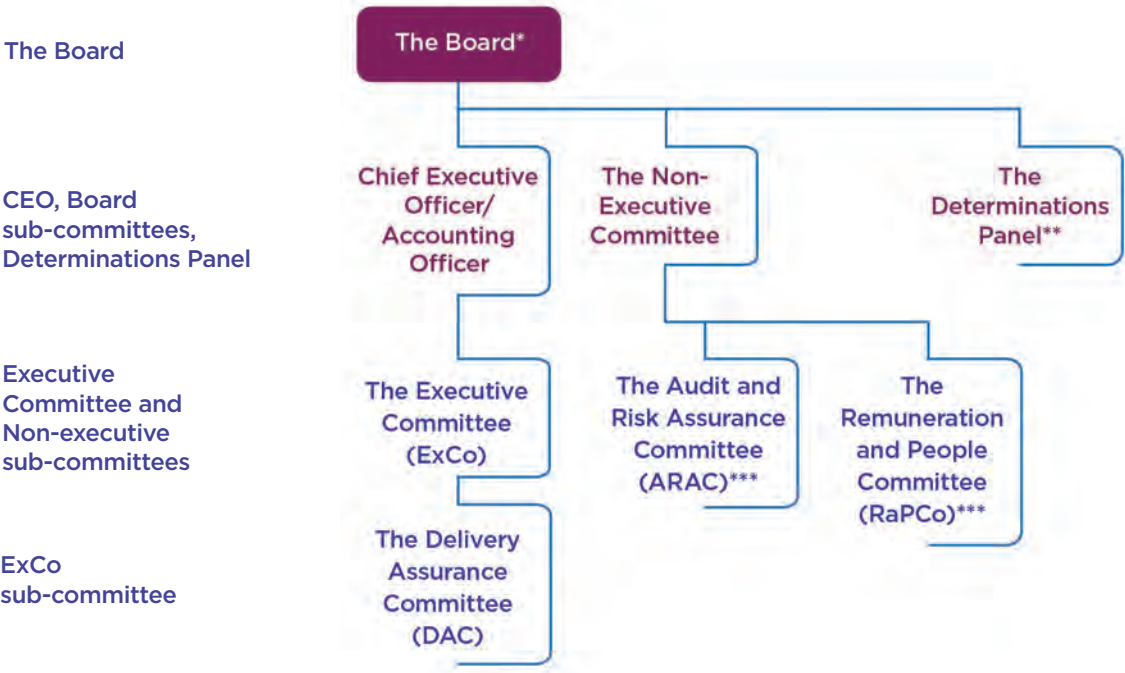 The Board
The Board*
CEO, Board
sub-committees,
Determinations Panel
Chief Executive
Officer/
Accounting
Officer
The Non-
Executive
Committee
The
Determinations
Panel**
Executive
Committee and
Non-executive
sub-committees
The Executive
Committee
(ExCo)
The Audit and
Risk Assurance
Committee
(ARAC)***
The
Remuneration
and People
Committee
(RaPCo)***
ExCo
sub-committee
The Delivery
Assurance
Committee
(DAC)